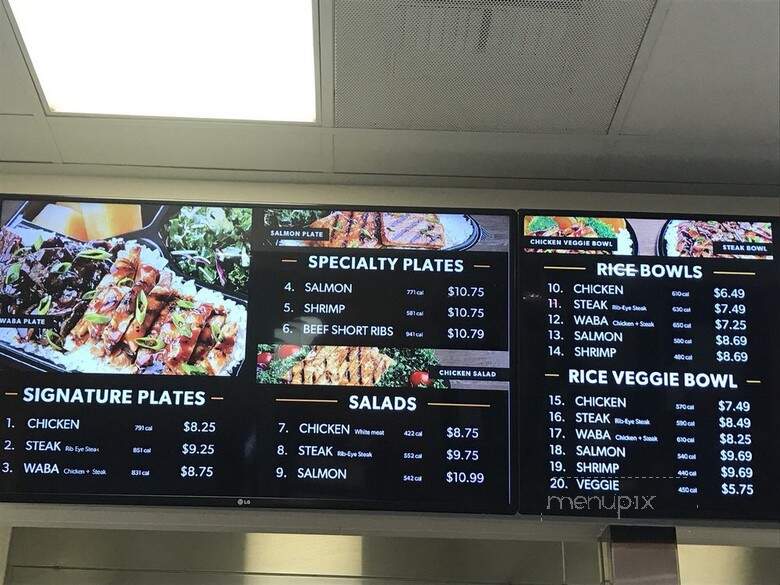 WABA PLATE
SIGNATURE PLATES
1. CHICKEN 791 cal $8.25
2. STEAK Rib-Eye Steak 851 cal $9.25
3. WABA Chicken + Steak 831 cal $8.75
SALMON PLATE
SPECIALTY PLATES
4. SALMON 771 cal $10.75
5. SHRIMP 581 cal $10.75
6. BEEF SHORT RIBS 941 cal $10.79
CHICKEN SALAD
SALADS
7. CHICKEN White meat 422 cal $8.75
8. STEAK Rib-Eye Steak 552 cal $9.75
9. SALMON 542 cal $10.99
LG
CHICKEN VEGGIE BOWL
STEAK BOWL
RICE BOWLS
10. CHICKEN 610 cal $6.49
11. STEAK Rib-Eye Steak 630 cal $7.49
12. WABA Chicken + Steak 650 cal $7.25
13. SALMON 500 cal $8.69
14. SHRIMP 480 cal $8.69
RICE VEGGIE BOWL
15. CHICKEN 570 cal $7.49
16. STEAK Rib-Eye Steak 590 cal $8.49
17. WABA Chicken + Steak 610 cal $8.25
18. SALMON 540 cal $9.69
19. SHRIMP 440 cal $9.69
20. VEGGIE 450 cal $5.75
menupix